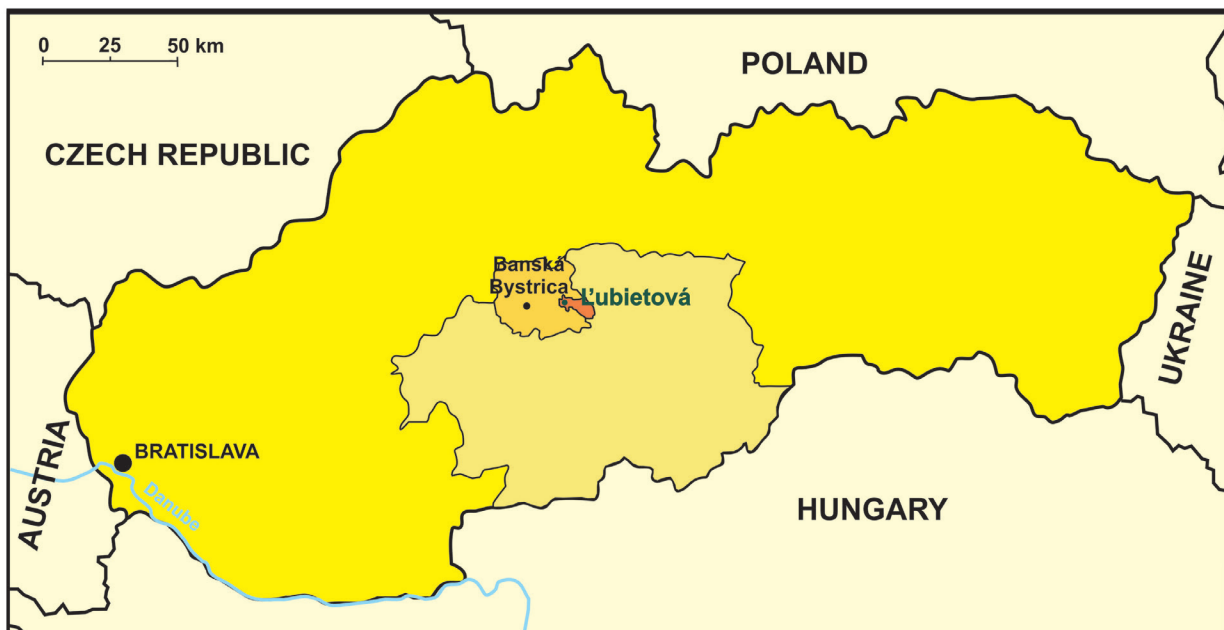 0 25 50 km
POLAND
CZECH REPUBLIC
Banská
Bystrica
Ľubietová
UKRAINE
BRATISLAVA
AUSTRIA
Danube
HUNGARY